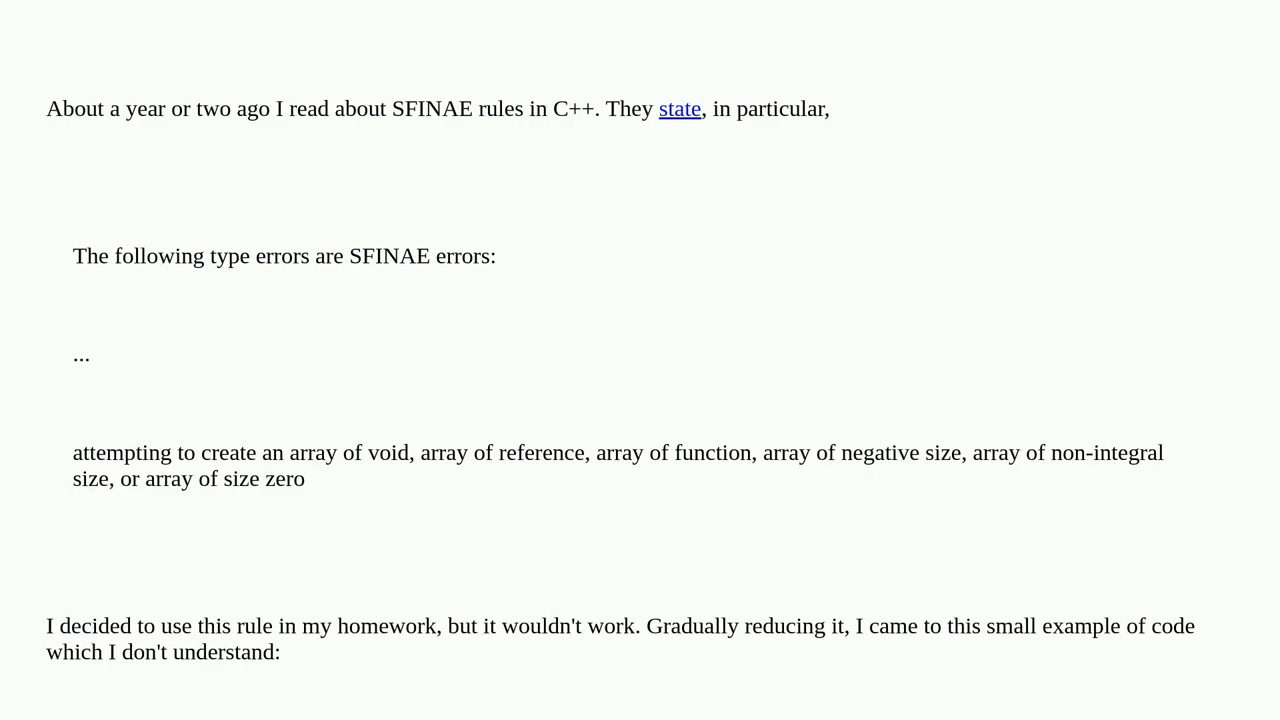 About a year or two ago I read about SFINAE rules in C++. They state, in particular,
The following type errors are SFINAE errors:
...
attempting to create an array of void, array of reference, array of function, array of negative size, array of non-integral
size, or array of size zero
I decided to use this rule in my homework, but it wouldn't work. Gradually reducing it, I came to this small example of code
which I don't understand: